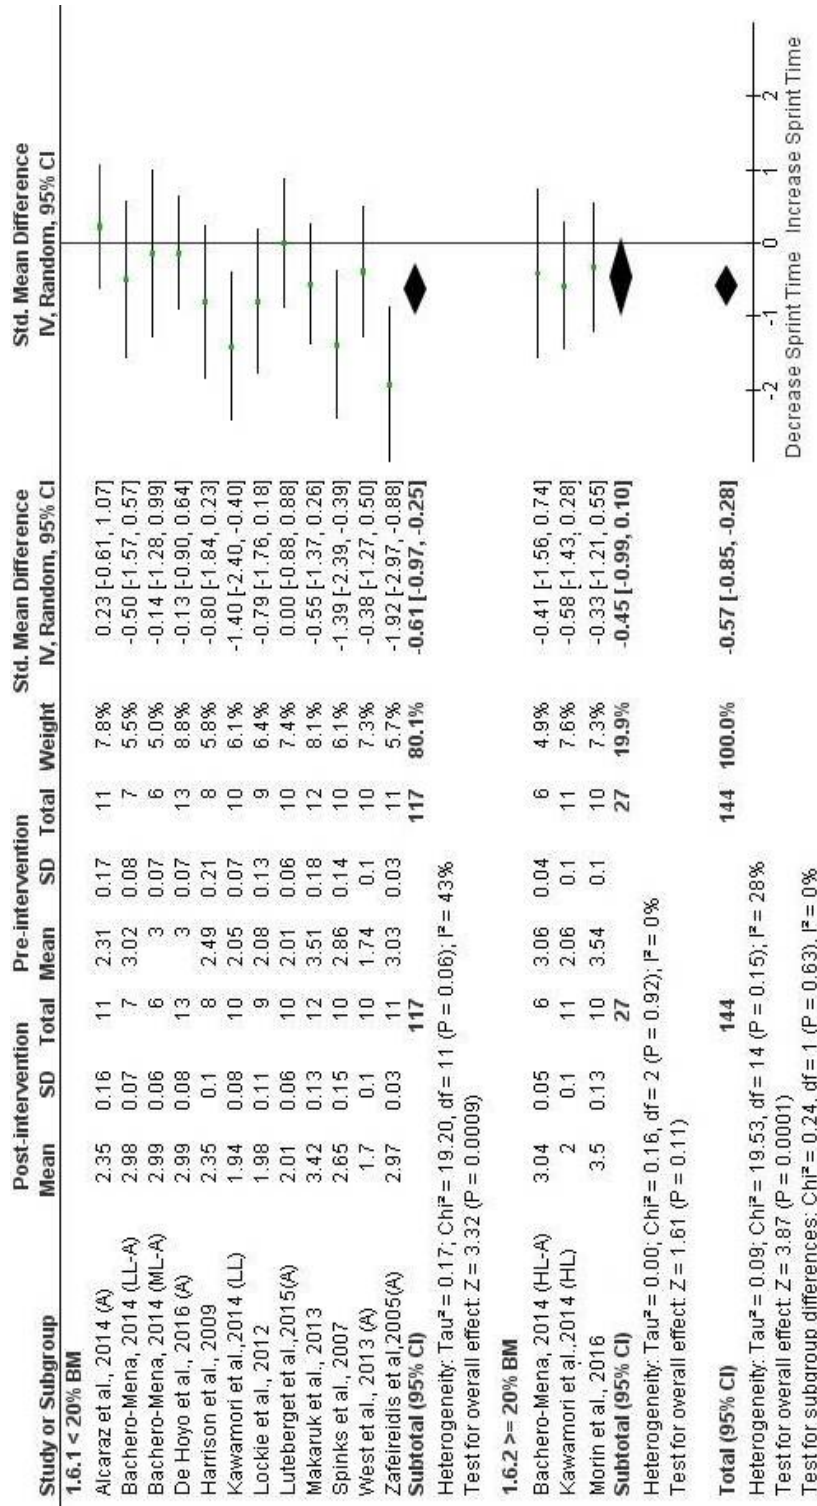 Post-intervention Pre-intervention Std. Mean Difference Std. Mean Difference
Study or Subgroup Mean SD Total Mean SD Total Weight IV, Random, 95% CI IV, Random, 95% CI
1.6.1 < 20% BM
Alcaraz et al., 2014 (A) 2.35 0.16 11 2.31 0.17 11 7.8% 0.23 [-0.61, 1.07]
Bachero-Mena, 2014 (LL-A) 2.98 0.07 7 3.02 0.08 7 5.5% -0.50 [-1.57, 0.57]
Bachero-Mena, 2014 (ML-A) 2.99 0.06 6 3 0.07 6 5.0% -0.14 [-1.28, 0.99]
De Hoyo et al., 2016 (A) 2.99 0.08 13 3 0.07 13 8.8% -0.13 [-0.90, 0.64]
Harrison et al., 2009 2.35 0.1 8 2.49 0.21 8 5.8% -0.80 [-1.84, 0.23]
Kawamori et al.,2014 (LL) 1.94 0.08 10 2.05 0.07 10 6.1% -1.40 [-2.40, -0.40]
Lockie et al., 2012 1.98 0.11 9 2.08 0.13 9 6.4% -0.79 [-1.76, 0.18]
Luteberget et al.,2015(A) 2.01 0.06 10 2.01 0.06 10 7.4% 0.00 [-0.88, 0.88]
Makaruk et al., 2013 3.42 0.13 12 3.51 0.18 12 8.1% -0.55 [-1.37, 0.26]
Spinks et al., 2007 2.65 0.15 10 2.86 0.14 10 6.1% -1.39 [-2.39, -0.39]
West et al., 2013 (A) 1.7 0.1 10 1.74 0.1 10 7.3% -0.38 [-1.27, 0.50]
Zafeireidis et al,2005(A) 2.97 0.03 11 3.03 0.03 11 5.7% -1.92 [-2.97, -0.88]
Subtotal (95% CI) 117 117 80.1% -0.61 [-0.97, -0.25]
Heterogeneity: Tau² = 0.17; Chi² = 19.20, df = 11 (P = 0.06); I² = 43%
Test for overall effect: Z = 3.32 (P = 0.0009)
1.6.2 >= 20% BM
Bachero-Mena, 2014 (HL-A) 3.04 0.05 6 3.06 0.04 6 4.9% -0.41 [-1.56, 0.74]
Kawamori et al.,2014 (HL) 2 0.1 11 2.06 0.1 11 7.6% -0.58 [-1.43, 0.28]
Morin et al., 2016 3.5 0.13 10 3.54 0.1 10 7.3% -0.33 [-1.21, 0.55]
Subtotal (95% CI) 27 27 19.9% -0.45 [-0.99, 0.10]
Heterogeneity: Tau² = 0.00; Chi² = 0.16, df = 2 (P = 0.92); I² = 0%
Test for overall effect: Z = 1.61 (P = 0.11)
Total (95% CI) 144 144 100.0% -0.57 [-0.85, -0.28]
Heterogeneity: Tau² = 0.09; Chi² = 19.53, df = 14 (P = 0.15); I² = 28%
Test for overall effect: Z = 3.87 (P = 0.0001)
Test for subgroup differences: Chi² = 0.24, df = 1 (P = 0.63), I² = 0%
-2 -1 0 1 2
Decrease Sprint Time Increase Sprint Time